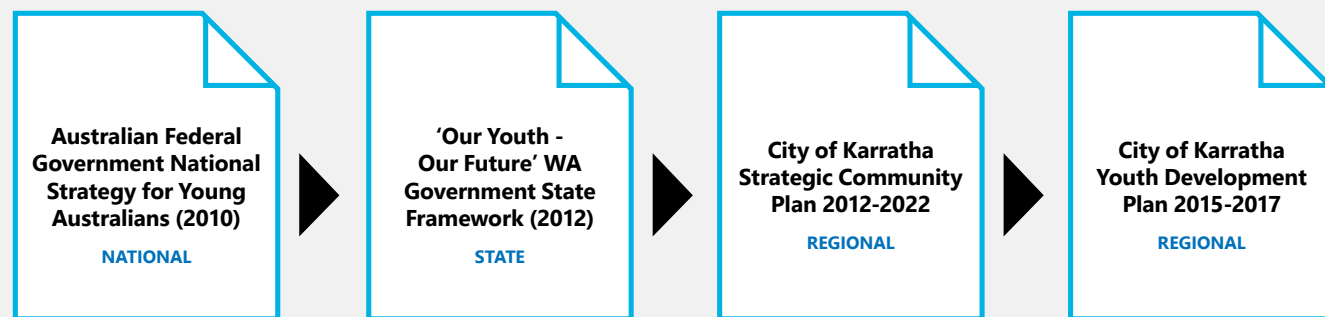 Australian Federal
Government National
Strategy for Young
Australians (2010)
NATIONAL
‘Our Youth -
Our Future’ WA
Government State
Framework (2012)
STATE
City of Karratha
Strategic Community
Plan 2012-2022
REGIONAL
City of Karratha
Youth Development
Plan 2015-2017
REGIONAL